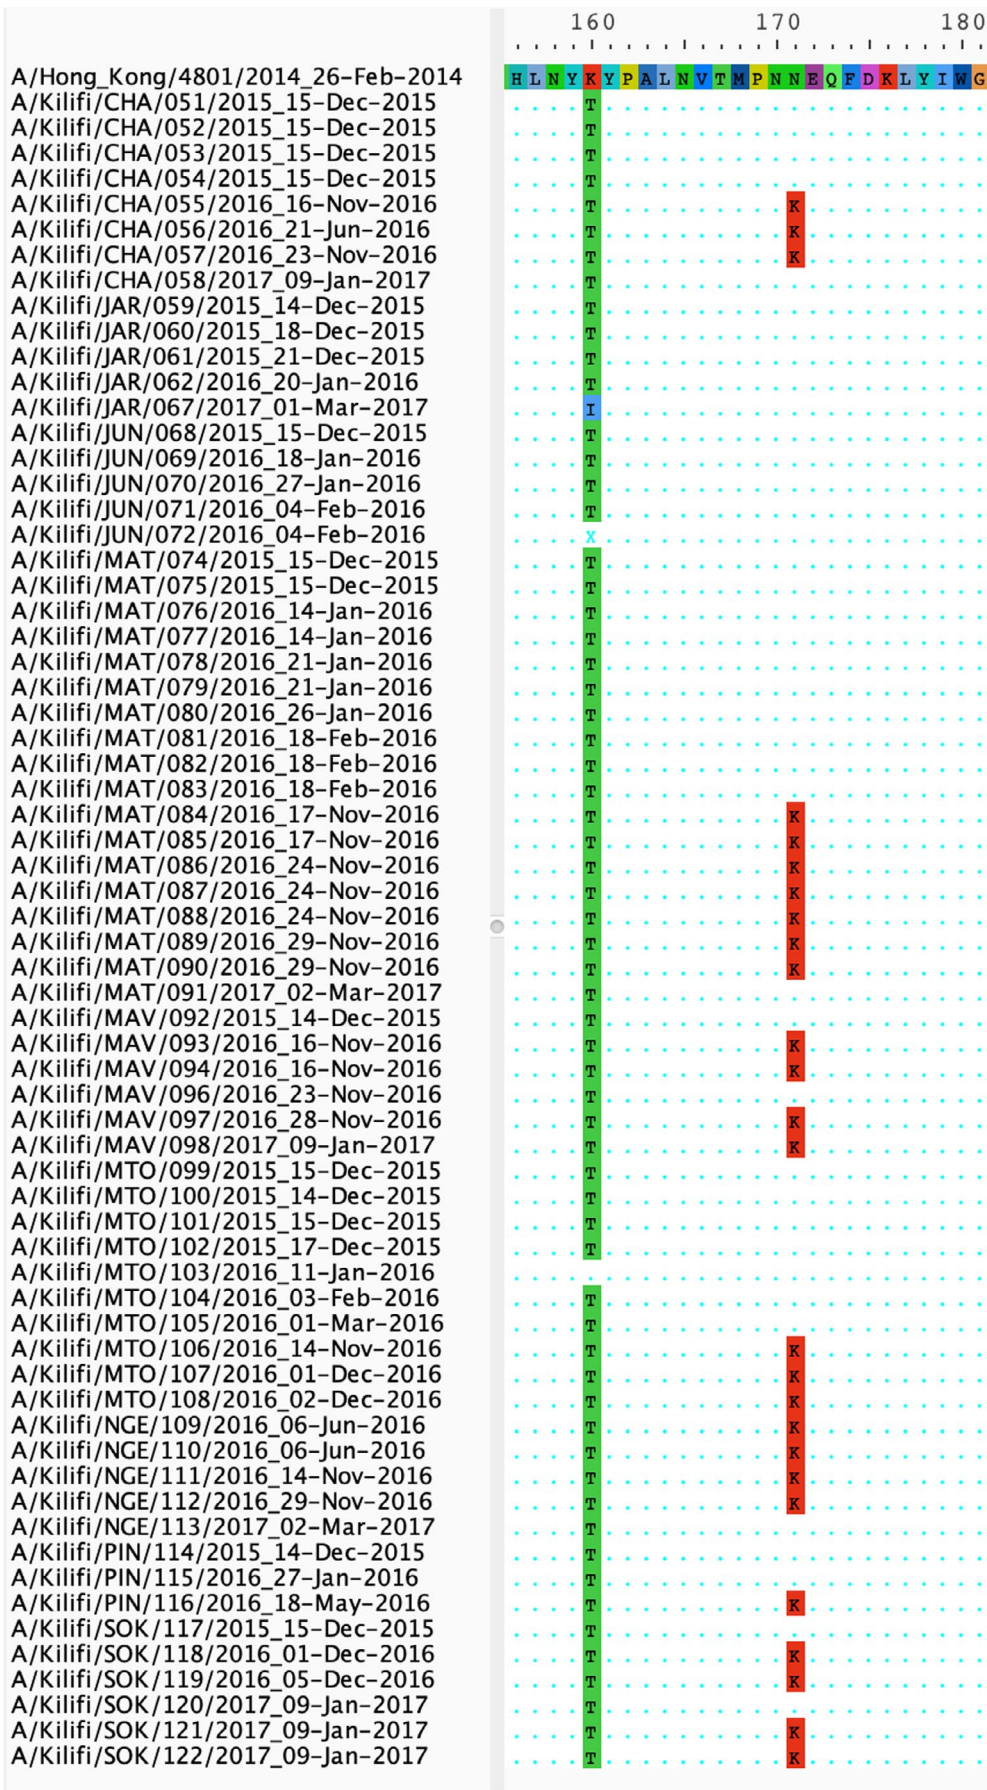 160 170 180
A/Hong_Kong/4801/2014_26-Feb-2014 HLNYKYPALNVTMPNNEQFDKLYIWG
A/Kilifi/CHA/051/2015_15-Dec-2015 T
A/Kilifi/CHA/052/2015_15-Dec-2015 T
A/Kilifi/CHA/053/2015_15-Dec-2015 T
A/Kilifi/CHA/054/2015_15-Dec-2015 T
A/Kilifi/CHA/055/2016_16-Nov-2016 T K
A/Kilifi/CHA/056/2016_21-Jun-2016 T K
A/Kilifi/CHA/057/2016_23-Nov-2016 T K
A/Kilifi/CHA/058/2017_09-Jan-2017 T
A/Kilifi/JAR/059/2015_14-Dec-2015 T
A/Kilifi/JAR/060/2015_18-Dec-2015 T
A/Kilifi/JAR/061/2015_21-Dec-2015 T
A/Kilifi/JAR/062/2016_20-Jan-2016 T
A/Kilifi/JAR/067/2017_01-Mar-2017 I
A/Kilifi/JUN/068/2015_15-Dec-2015 T
A/Kilifi/JUN/069/2016_18-Jan-2016 T
A/Kilifi/JUN/070/2016_27-Jan-2016 T
A/Kilifi/JUN/071/2016_04-Feb-2016 T
A/Kilifi/JUN/072/2016_04-Feb-2016 X
A/Kilifi/MAT/074/2015_15-Dec-2015 T
A/Kilifi/MAT/075/2015_15-Dec-2015 T
A/Kilifi/MAT/076/2016_14-Jan-2016 T
A/Kilifi/MAT/077/2016_14-Jan-2016 T
A/Kilifi/MAT/078/2016_21-Jan-2016 T
A/Kilifi/MAT/079/2016_21-Jan-2016 T
A/Kilifi/MAT/080/2016_26-Jan-2016 T
A/Kilifi/MAT/081/2016_18-Feb-2016 T
A/Kilifi/MAT/082/2016_18-Feb-2016 T
A/Kilifi/MAT/083/2016_18-Feb-2016 T
A/Kilifi/MAT/084/2016_17-Nov-2016 T K
A/Kilifi/MAT/085/2016_17-Nov-2016 T K
A/Kilifi/MAT/086/2016_24-Nov-2016 T K
A/Kilifi/MAT/087/2016_24-Nov-2016 T K
A/Kilifi/MAT/088/2016_24-Nov-2016 T K
A/Kilifi/MAT/089/2016_29-Nov-2016 T K
A/Kilifi/MAT/090/2016_29-Nov-2016 T K
A/Kilifi/MAT/091/2017_02-Mar-2017 T
A/Kilifi/MAV/092/2015_14-Dec-2015 T
A/Kilifi/MAV/093/2016_16-Nov-2016 T K
A/Kilifi/MAV/094/2016_16-Nov-2016 T K
A/Kilifi/MAV/096/2016_23-Nov-2016 T
A/Kilifi/MAV/097/2016_28-Nov-2016 T K
A/Kilifi/MAV/098/2017_09-Jan-2017 T K
A/Kilifi/MTO/099/2015_15-Dec-2015 T
A/Kilifi/MTO/100/2015_14-Dec-2015 T
A/Kilifi/MTO/101/2015_15-Dec-2015 T
A/Kilifi/MTO/102/2015_17-Dec-2015 T
A/Kilifi/MTO/103/2016_11-Jan-2016
A/Kilifi/MTO/104/2016_03-Feb-2016 T
A/Kilifi/MTO/105/2016_01-Mar-2016 T
A/Kilifi/MTO/106/2016_14-Nov-2016 T K
A/Kilifi/MTO/107/2016_01-Dec-2016 T K
A/Kilifi/MTO/108/2016_02-Dec-2016 T K
A/Kilifi/NGE/109/2016_06-Jun-2016 T K
A/Kilifi/NGE/110/2016_06-Jun-2016 T K
A/Kilifi/NGE/111/2016_14-Nov-2016 T K
A/Kilifi/NGE/112/2016_29-Nov-2016 T K
A/Kilifi/NGE/113/2017_02-Mar-2017 T
A/Kilifi/PIN/114/2015_14-Dec-2015 T
A/Kilifi/PIN/115/2016_27-Jan-2016 T
A/Kilifi/PIN/116/2016_18-May-2016 T K
A/Kilifi/SOK/117/2015_15-Dec-2015 T
A/Kilifi/SOK/118/2016_01-Dec-2016 T K
A/Kilifi/SOK/119/2016_05-Dec-2016 T K
A/Kilifi/SOK/120/2017_09-Jan-2017 T
A/Kilifi/SOK/121/2017_09-Jan-2017 T K
A/Kilifi/SOK/122/2017_09-Jan-2017 T K